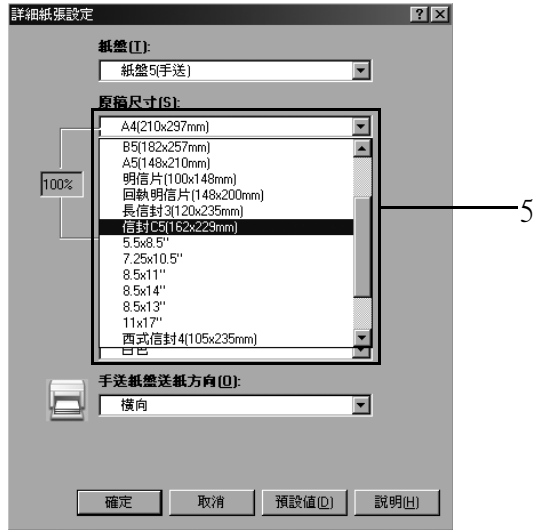 詳細紙張設定
紙盤(T):
紙盤5(手送)
原稿尺寸(S):
A4(210x297mm)
B5(182x257mm)
A5(148x210mm)
明信片(100x148mm)
回執明信片(148x200mm)
100%
長信封3(120x235mm)
信封C5(162x229mm)
5
5.5x8.5''
7.25x10.5''
8.5x11''
8.5x14''
8.5x13''
11x17''
西式信封4(105x235mm)
手送紙盤送紙方向(O):
橫向
確定
取消
預設值(D)
說明(H)